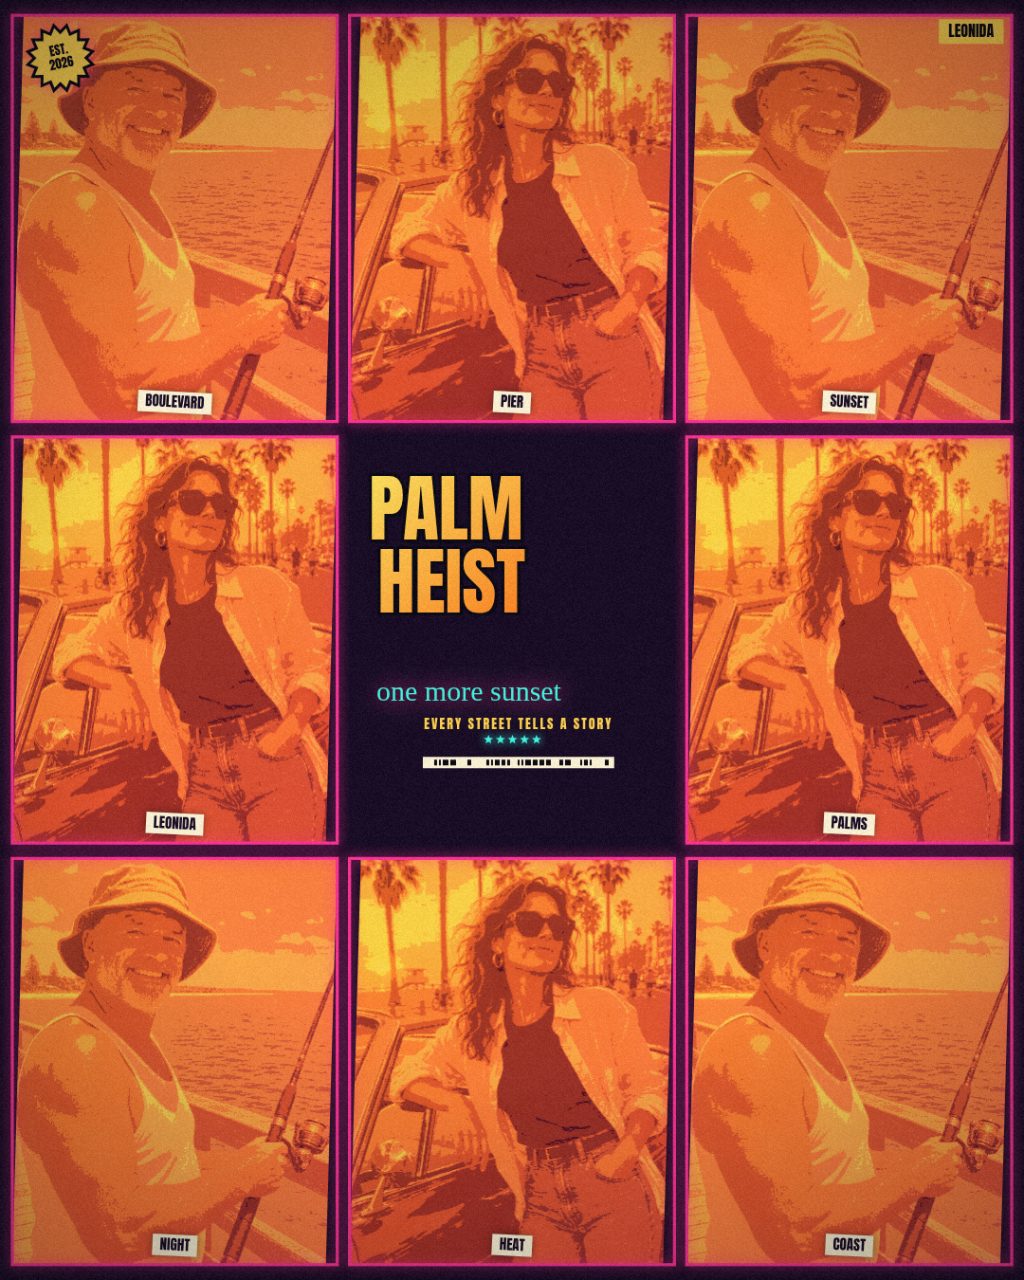 EST.
2026
LEONIDA
BOULEVARD
PIER
SUNSET
PALM
HEIST
one more sunset
EVERY STREET TELLS A STORY
★★★★★
LEONIDA
PALMS
NIGHT
HEAT
COAST